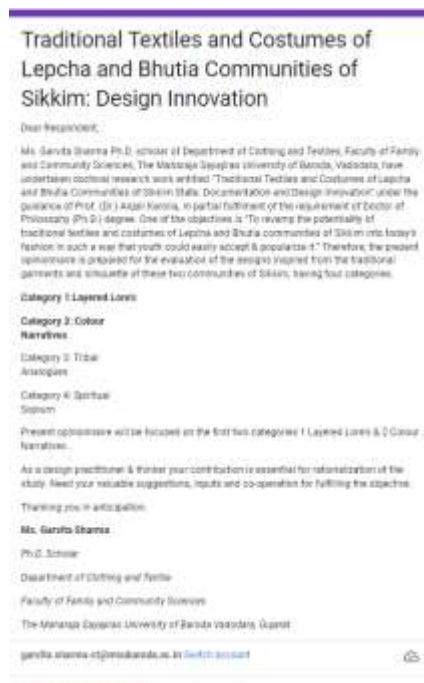 Traditional Textiles and Costumes of
Lepcha and Bhutia Communities of
Sikkim: Design Innovation
Dear Respondent,
Ms. Garvita Sharma Ph.D. scholar of Department of Clothing and Textiles, Faculty of Family
and Community Sciences, The Maharaja Sayajirao University of Baroda, Vadodara, have
undertaken doctoral research work entitled "Traditional Textiles and Costumes of Lepcha
and Bhutia Communities of Sikkim State: Documentation and Design Innovation" under the
guidance of Prof. (Dr.) Anjali Karolia, in partial fulfilment of the requirement of Doctor of
Philosophy (Ph.D.) degree. One of the objectives is "To revamp the potentiality of
traditional textiles and costumes of Lepcha and Bhutia communities of Sikkim into today's
fashion in such a way that youth could easily accept & popularize it." Therefore, the present
opinionnaire is prepared for the evaluation of the designs inspired from the traditional
garments and silhouette of these two communities of Sikkim, having four categories.
Category 1:Layered Lores
Category 2: Colour
Narratives
Category 3: Tribal
Analogues
Category 4: Spiritual
Sojourn
Present opinionnaire will be focused on the first two categories 1 Layered Lores & 2 Colour
Narratives.
As a design practitioner & thinker your contribution is essential for rationalization of the
study. Need your valuable suggestions, inputs and co-operation for fulfilling the objective.
Thanking you in anticipation.
Ms. Garvita Sharma
Ph.D. Scholar
Department of Clothing and Textile
Faculty of Family and Community Sciences
The Maharaja Sayajirao University of Baroda Vadodara, Gujarat
garvita.sharma-ct@msubaroda.ac.in Switch account